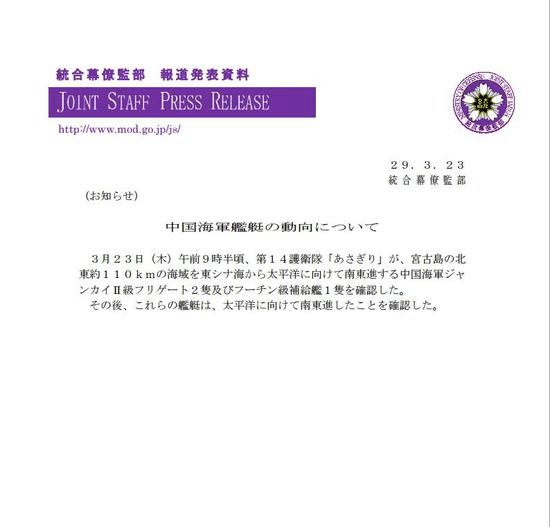 統合幕僚監部　報道発表資料
JOINT STAFF PRESS RELEASE
http://www.mod.go.jp/js/
２９．３．２３
統合幕僚監部
（お知らせ）
中国海軍艦艇の動向について
３月２３日（木）午前９時半頃、第１４護衛隊「あさぎり」が、宮古島の北
東約１１０ｋｍの海域を東シナ海から太平洋に向けて南東進する中国海軍ジャ
ンカイⅡ級フリゲート２隻及びフーチン級補給艦１隻を確認した。
その後、これらの艦艇は、太平洋に向けて南東進したことを確認した。
統合幕僚監部